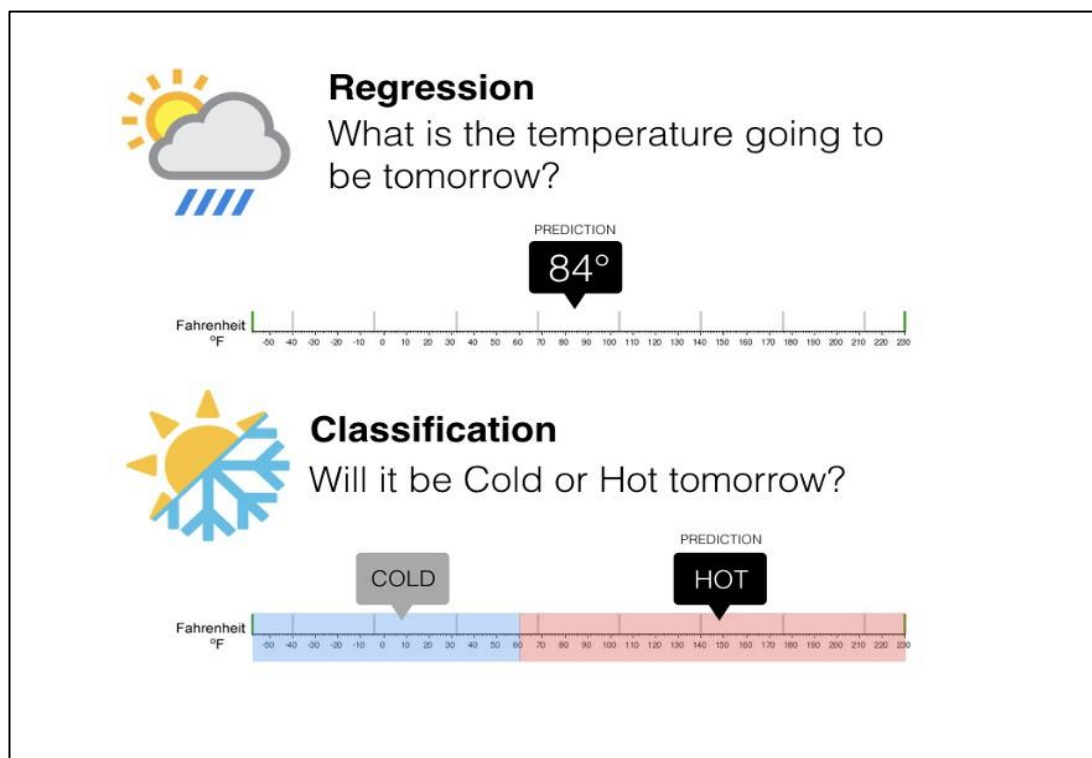 Regression
What is the temperature going to
be tomorrow?
PREDICTION
84°
Fahrenheit
°F
-50 -40 -30 -20 -10 0 10 20 30 40 50 60 70 80 90 100 110 120 130 140 150 160 170 180 190 200 210 220 230
Classification
Will it be Cold or Hot tomorrow?
PREDICTION
COLD
HOT
Fahrenheit
°F
-50 -40 -30 -20 -10 0 10 20 30 40 50 60 70 80 90 100 110 120 130 140 150 160 170 180 190 200 210 220 230